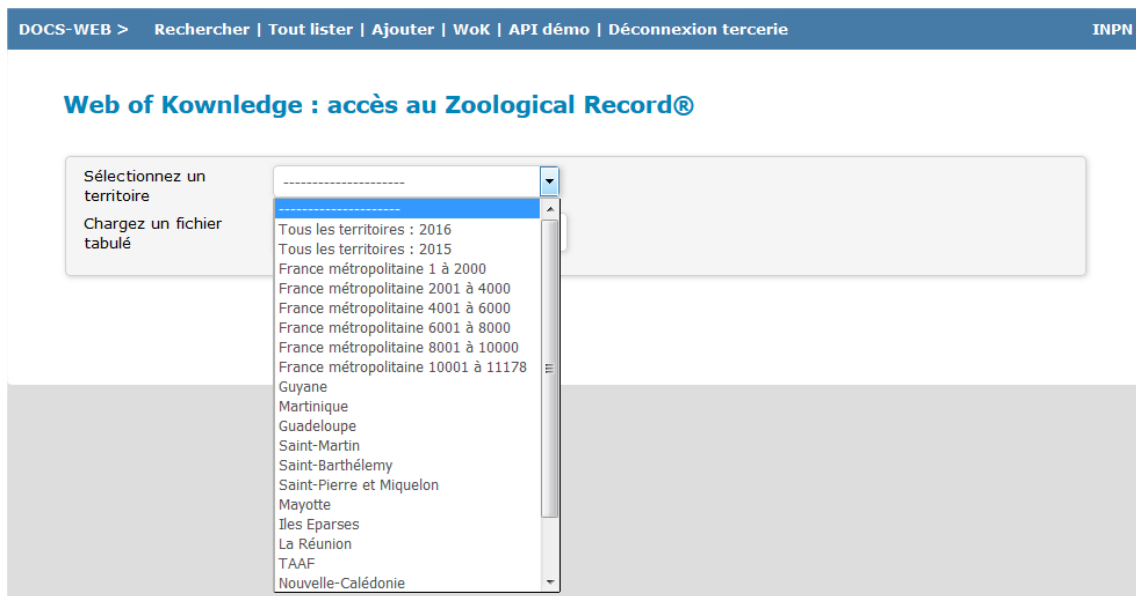 DOCS-WEB > Rechercher | Tout lister | Ajouter | WoK | API démo | Déconnexion tercerie INPN
Web of Kownledge : accès au Zoological Record®
Sélectionnez un
territoire
---------------------
Chargez un fichier
tabulé
---------------------
Tous les territoires : 2016
Tous les territoires : 2015
France métropolitaine 1 à 2000
France métropolitaine 2001 à 4000
France métropolitaine 4001 à 6000
France métropolitaine 6001 à 8000
France métropolitaine 8001 à 10000
France métropolitaine 10001 à 11178
Guyane
Martinique
Guadeloupe
Saint-Martin
Saint-Barthélemy
Saint-Pierre et Miquelon
Mayotte
Iles Eparses
La Réunion
TAAF
Nouvelle-Calédonie